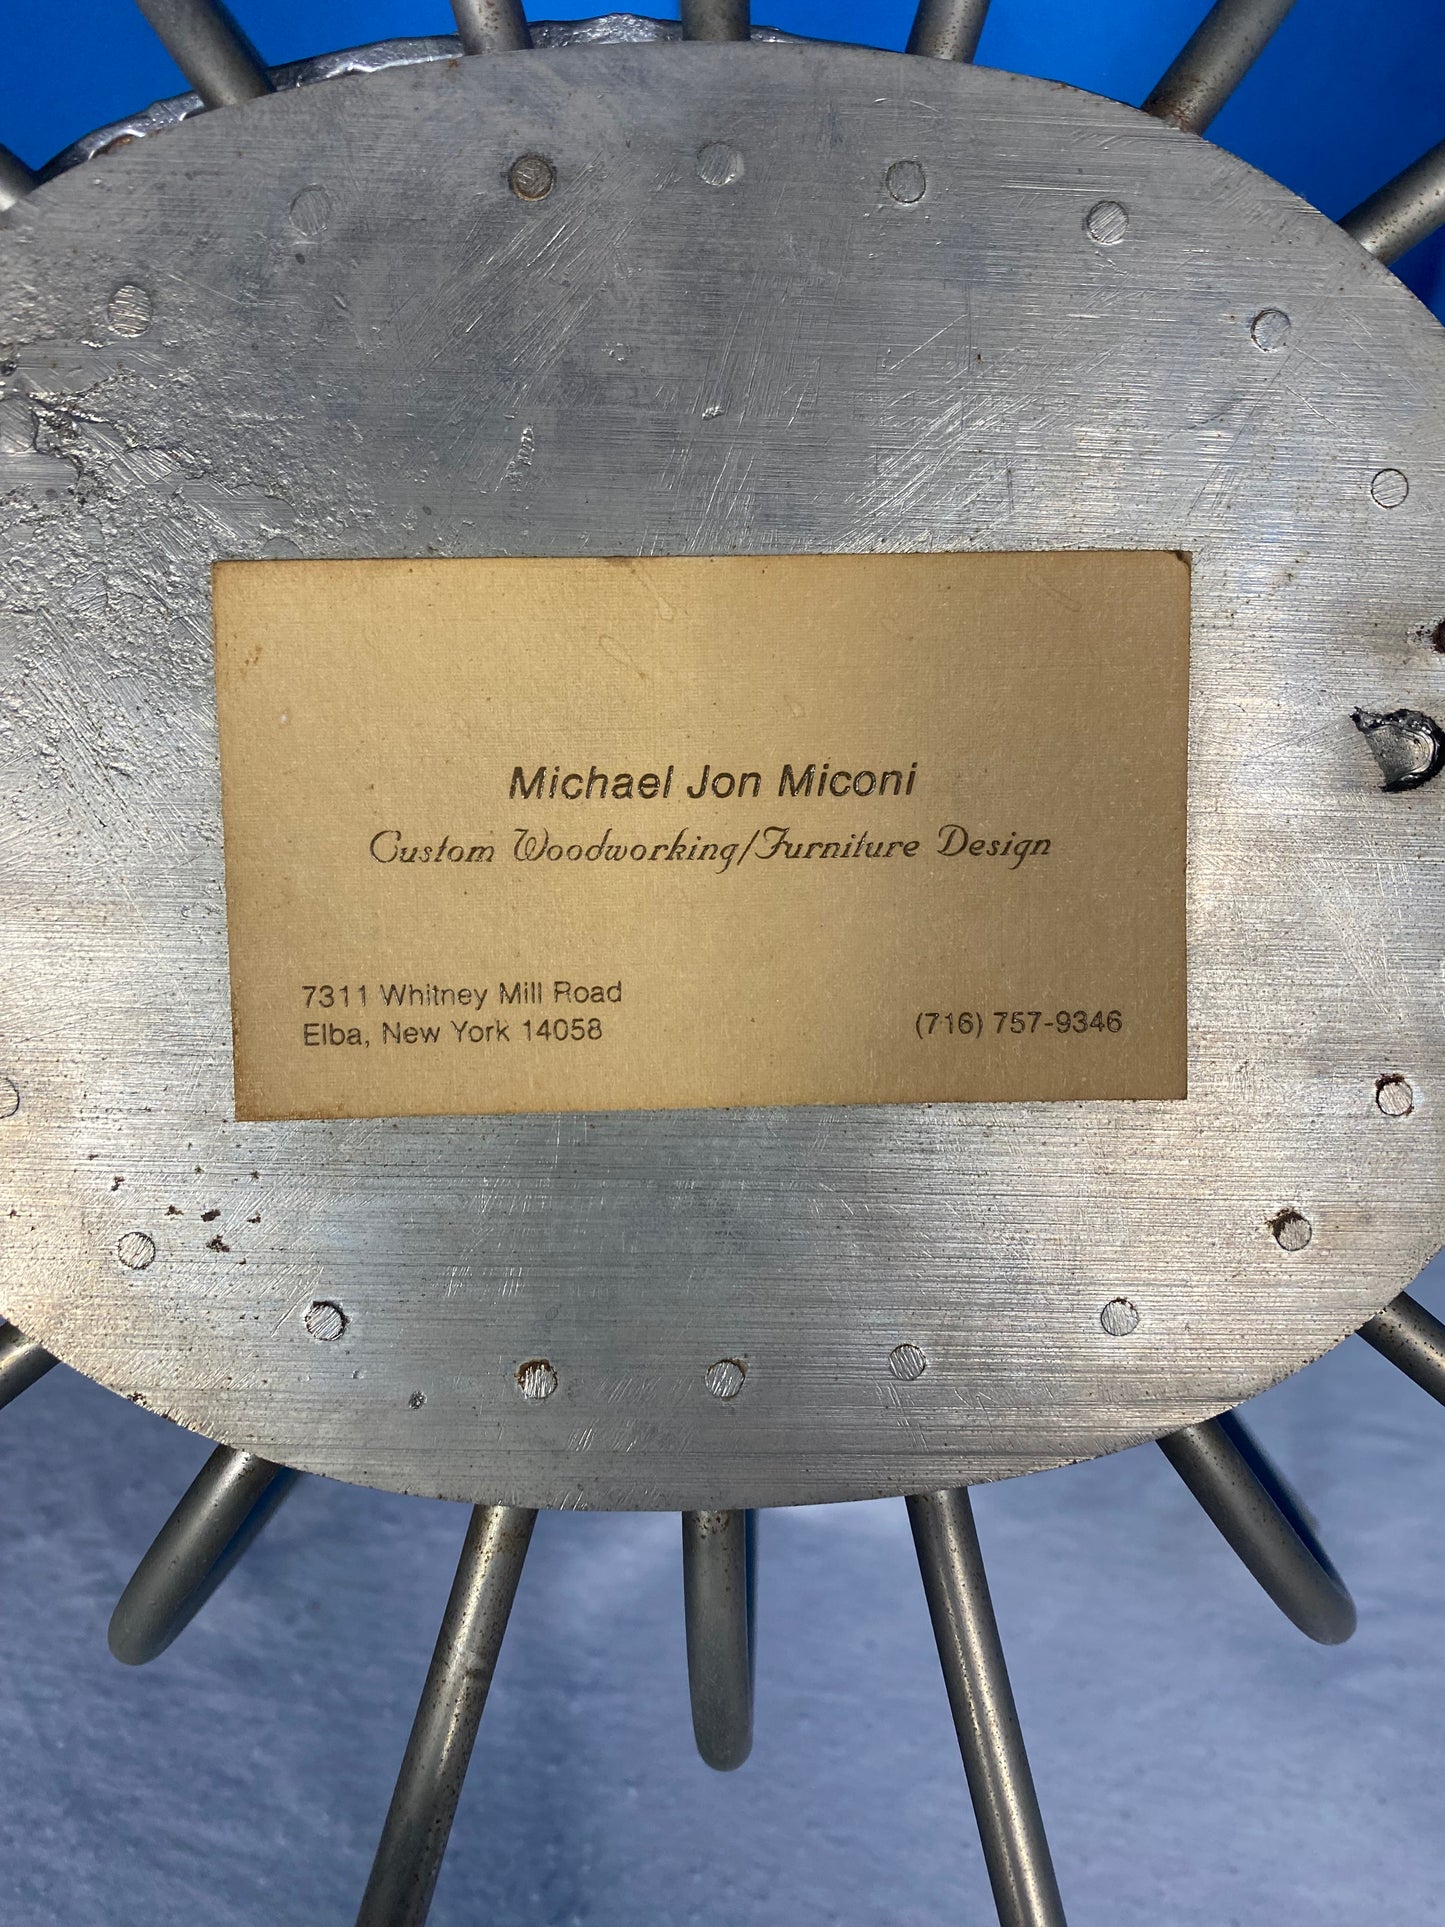 Michael Jon Miconi
Custom Woodworking/Furniture Design
7311 Whitney Mill Road
Elba, New York 14058
(716) 757-9346